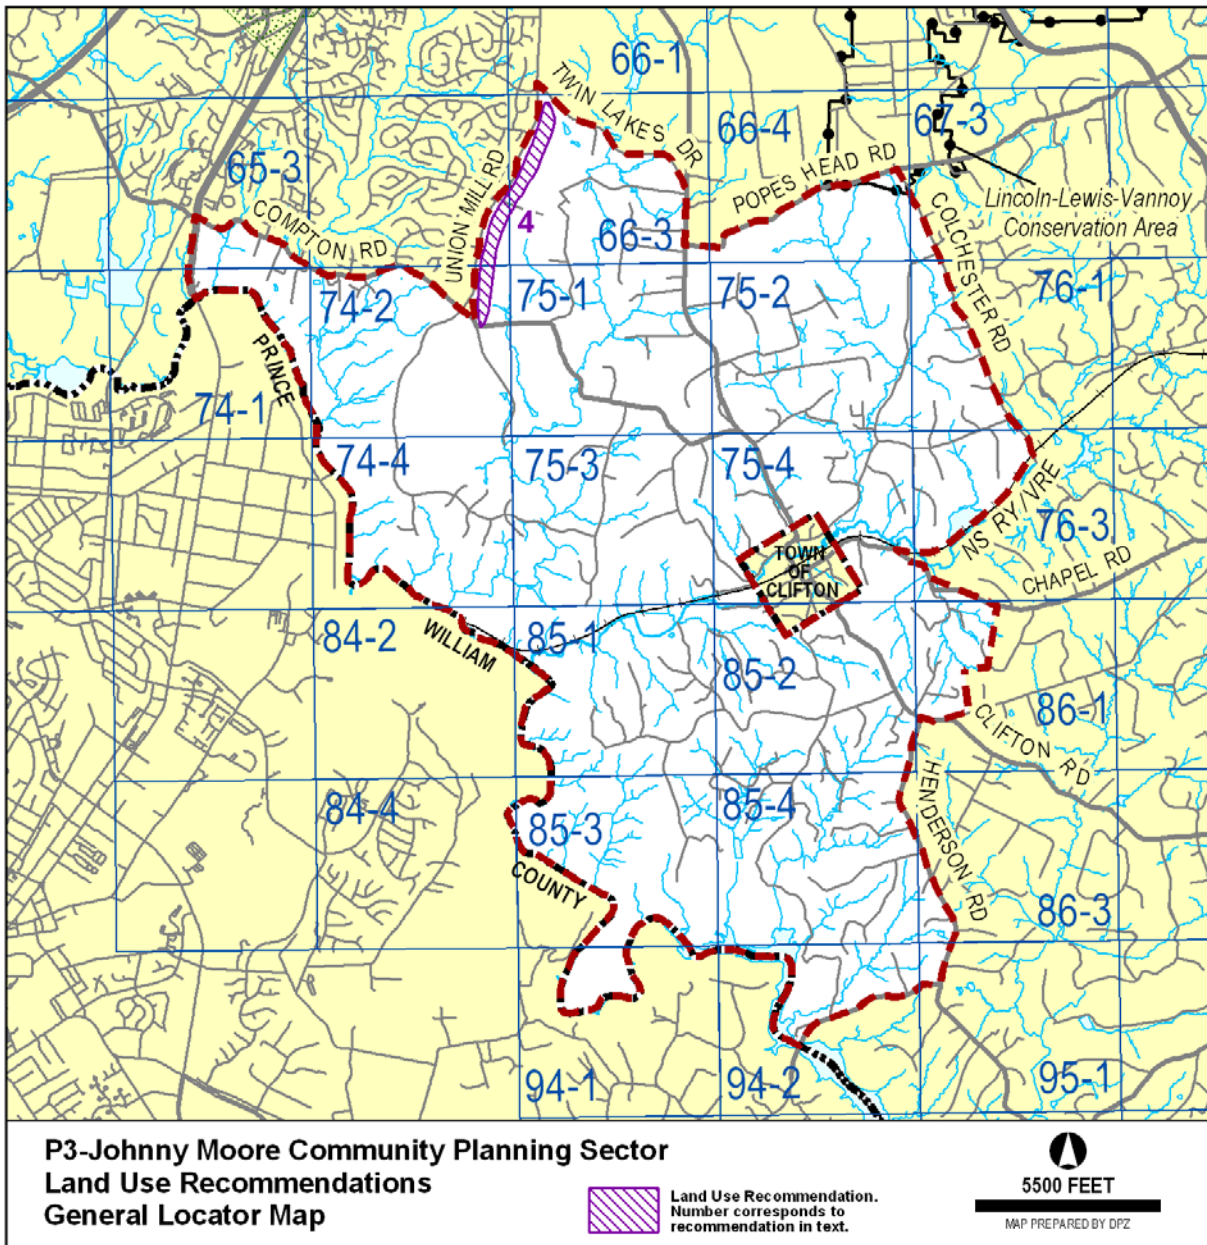 66-1
TWIN LAKES DR
66-4
67-3
65-3
UNION MILL RD
POPES HEAD RD
Lincoln-Lewis-Vannoy
Conservation Area
COMPTON RD
4
66-3
COLCHESTER RD
74-2
75-1
75-2
76-1
PRINCE
74-1
74-4
75-3
75-4
NS RY/VRE
76-3
TOWN
OF
CLIFTON
CHAPEL RD
84-2
WILLIAM
85-1
85-2
86-1
CLIFTON RD
84-4
85-3
85-4
HENDERSON RD
COUNTY
86-3
94-1
94-2
95-1
P3-Johnny Moore Community Planning Sector
Land Use Recommendations
General Locator Map
Land Use Recommendation.
Number corresponds to
recommendation in text.
5500 FEET
MAP PREPARED BY DPZ